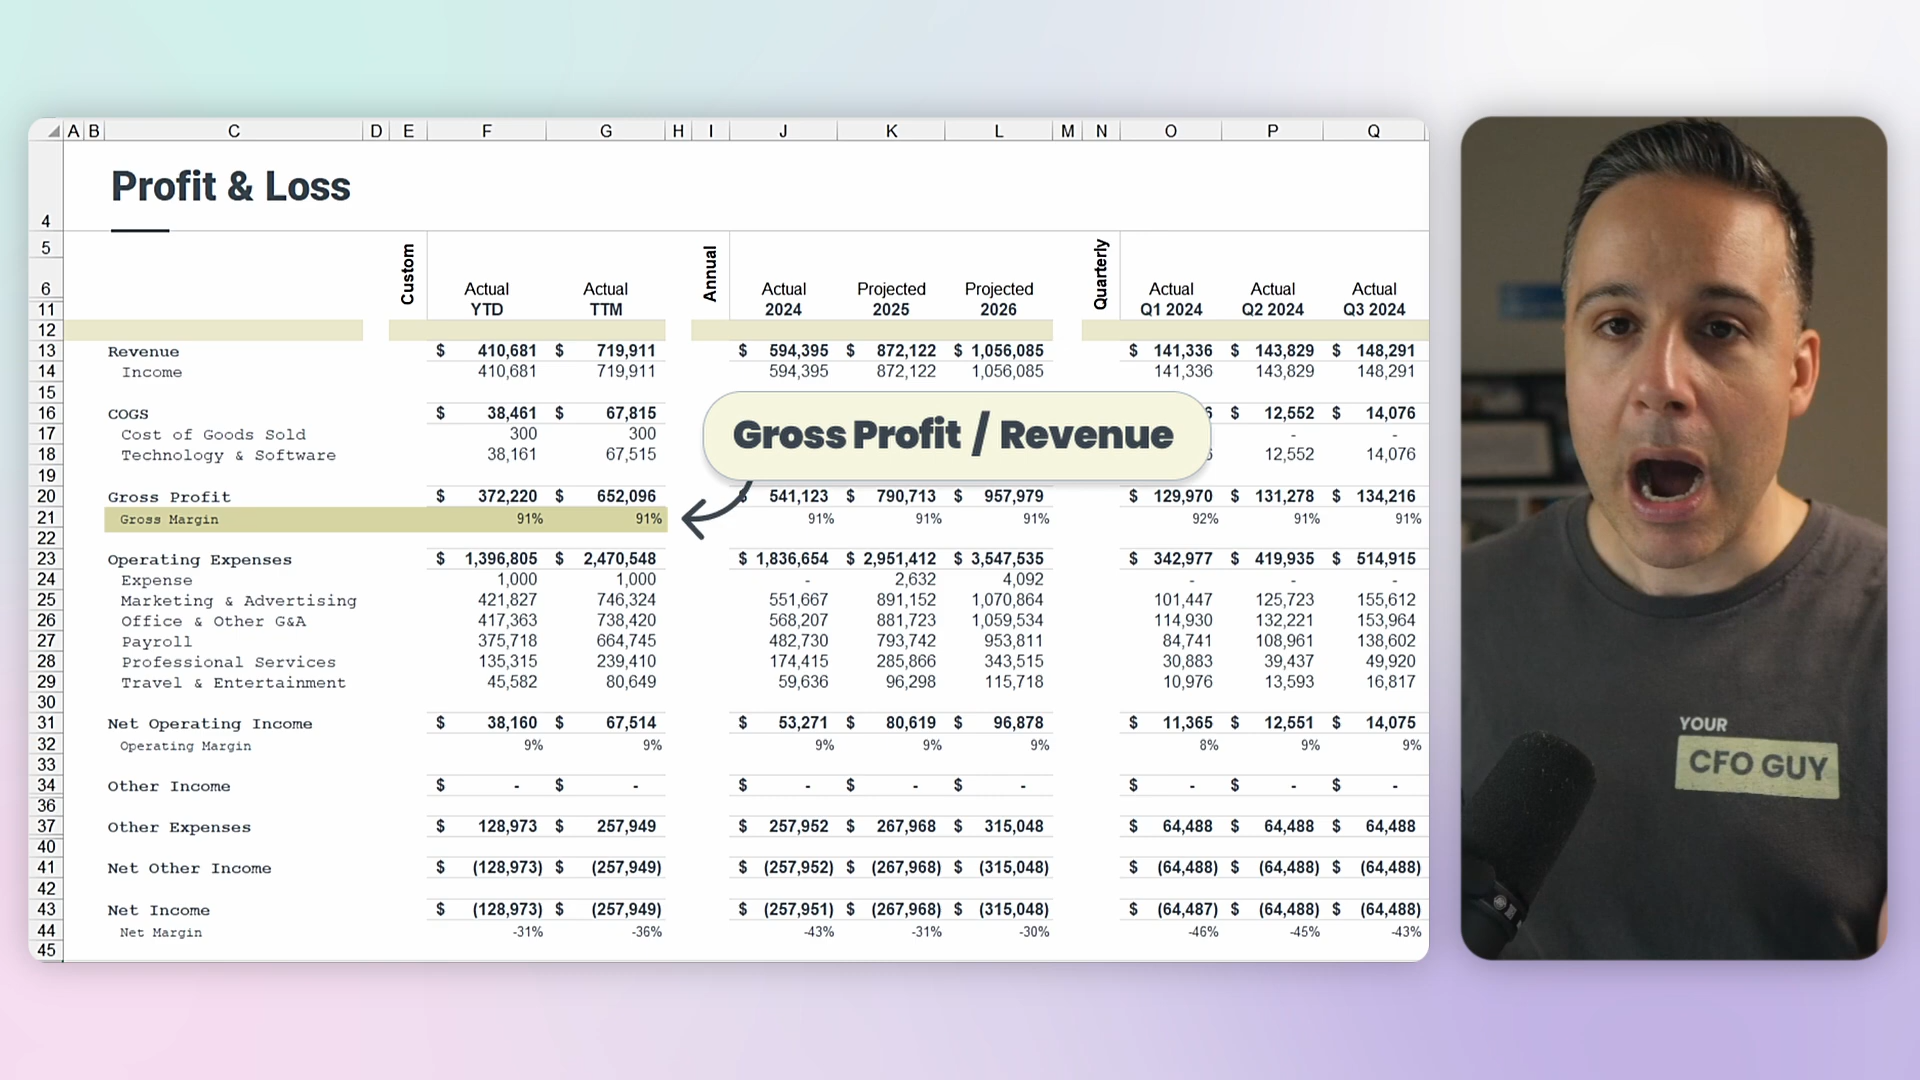 A B C D E F G H I J K L M N O P Q
4 Profit & Loss
5 Custom Annual Quarterly
6 Actual Actual Actual Projected Projected Actual Actual Actual
11 YTD TTM 2024 2025 2026 Q1 2024 Q2 2024 Q3 2024
12
13 Revenue $ 410,681 $ 719,911 $ 594,395 $ 872,122 $ 1,056,085 $ 141,336 $ 143,829 $ 148,291
14 Income 410,681 719,911 594,395 872,122 1,056,085 141,336 143,829 148,291
15
16 COGS $ 38,461 $ 67,815 6 $ 12,552 $ 14,076
Gross Profit / Revenue
17 Cost of Goods Sold 300 300 - -
18 Technology & Software 38,161 67,515 6 12,552 14,076
19
20 Gross Profit $ 372,220 $ 652,096 $ 541,123 $ 790,713 $ 957,979 $ 129,970 $ 131,278 $ 134,216
21 Gross Margin 91% 91% 91% 91% 91% 92% 91% 91%
22
23 Operating Expenses $ 1,396,805 $ 2,470,548 $ 1,836,654 $ 2,951,412 $ 3,547,535 $ 342,977 $ 419,935 $ 514,915
24 Expense 1,000 1,000 - 2,632 4,092 - - -
25 Marketing & Advertising 421,827 746,324 551,667 891,152 1,070,864 101,447 125,723 155,612
26 Office & Other G&A 417,363 738,420 568,207 881,723 1,059,534 114,930 132,221 153,964
27 Payroll 375,718 664,745 482,730 793,742 953,811 84,741 108,961 138,602
28 Professional Services 135,315 239,410 174,415 285,866 343,515 30,883 39,437 49,920
29 Travel & Entertainment 45,582 80,649 59,636 96,298 115,718 10,976 13,593 16,817
30
31 Net Operating Income $ 38,160 $ 67,514 $ 53,271 $ 80,619 $ 96,878 $ 11,365 $ 12,551 $ 14,075
32 Operating Margin 9% 9% 9% 9% 9% 8% 9% 9%
33
34 Other Income $ - $ - $ - $ - $ - $ - $ - $ -
36
37 Other Expenses $ 128,973 $ 257,949 $ 257,952 $ 267,968 $ 315,048 $ 64,488 $ 64,488 $ 64,488
40
41 Net Other Income $ (128,973) $ (257,949) $ (257,952) $ (267,968) $ (315,048) $ (64,488) $ (64,488) $ (64,488)
42
43 Net Income $ (128,973) $ (257,949) $ (257,951) $ (267,968) $ (315,048) $ (64,487) $ (64,488) $ (64,488)
44 Net Margin -31% -36% -43% -31% -30% -46% -45% -43%
45
YOUR
CFO GUY